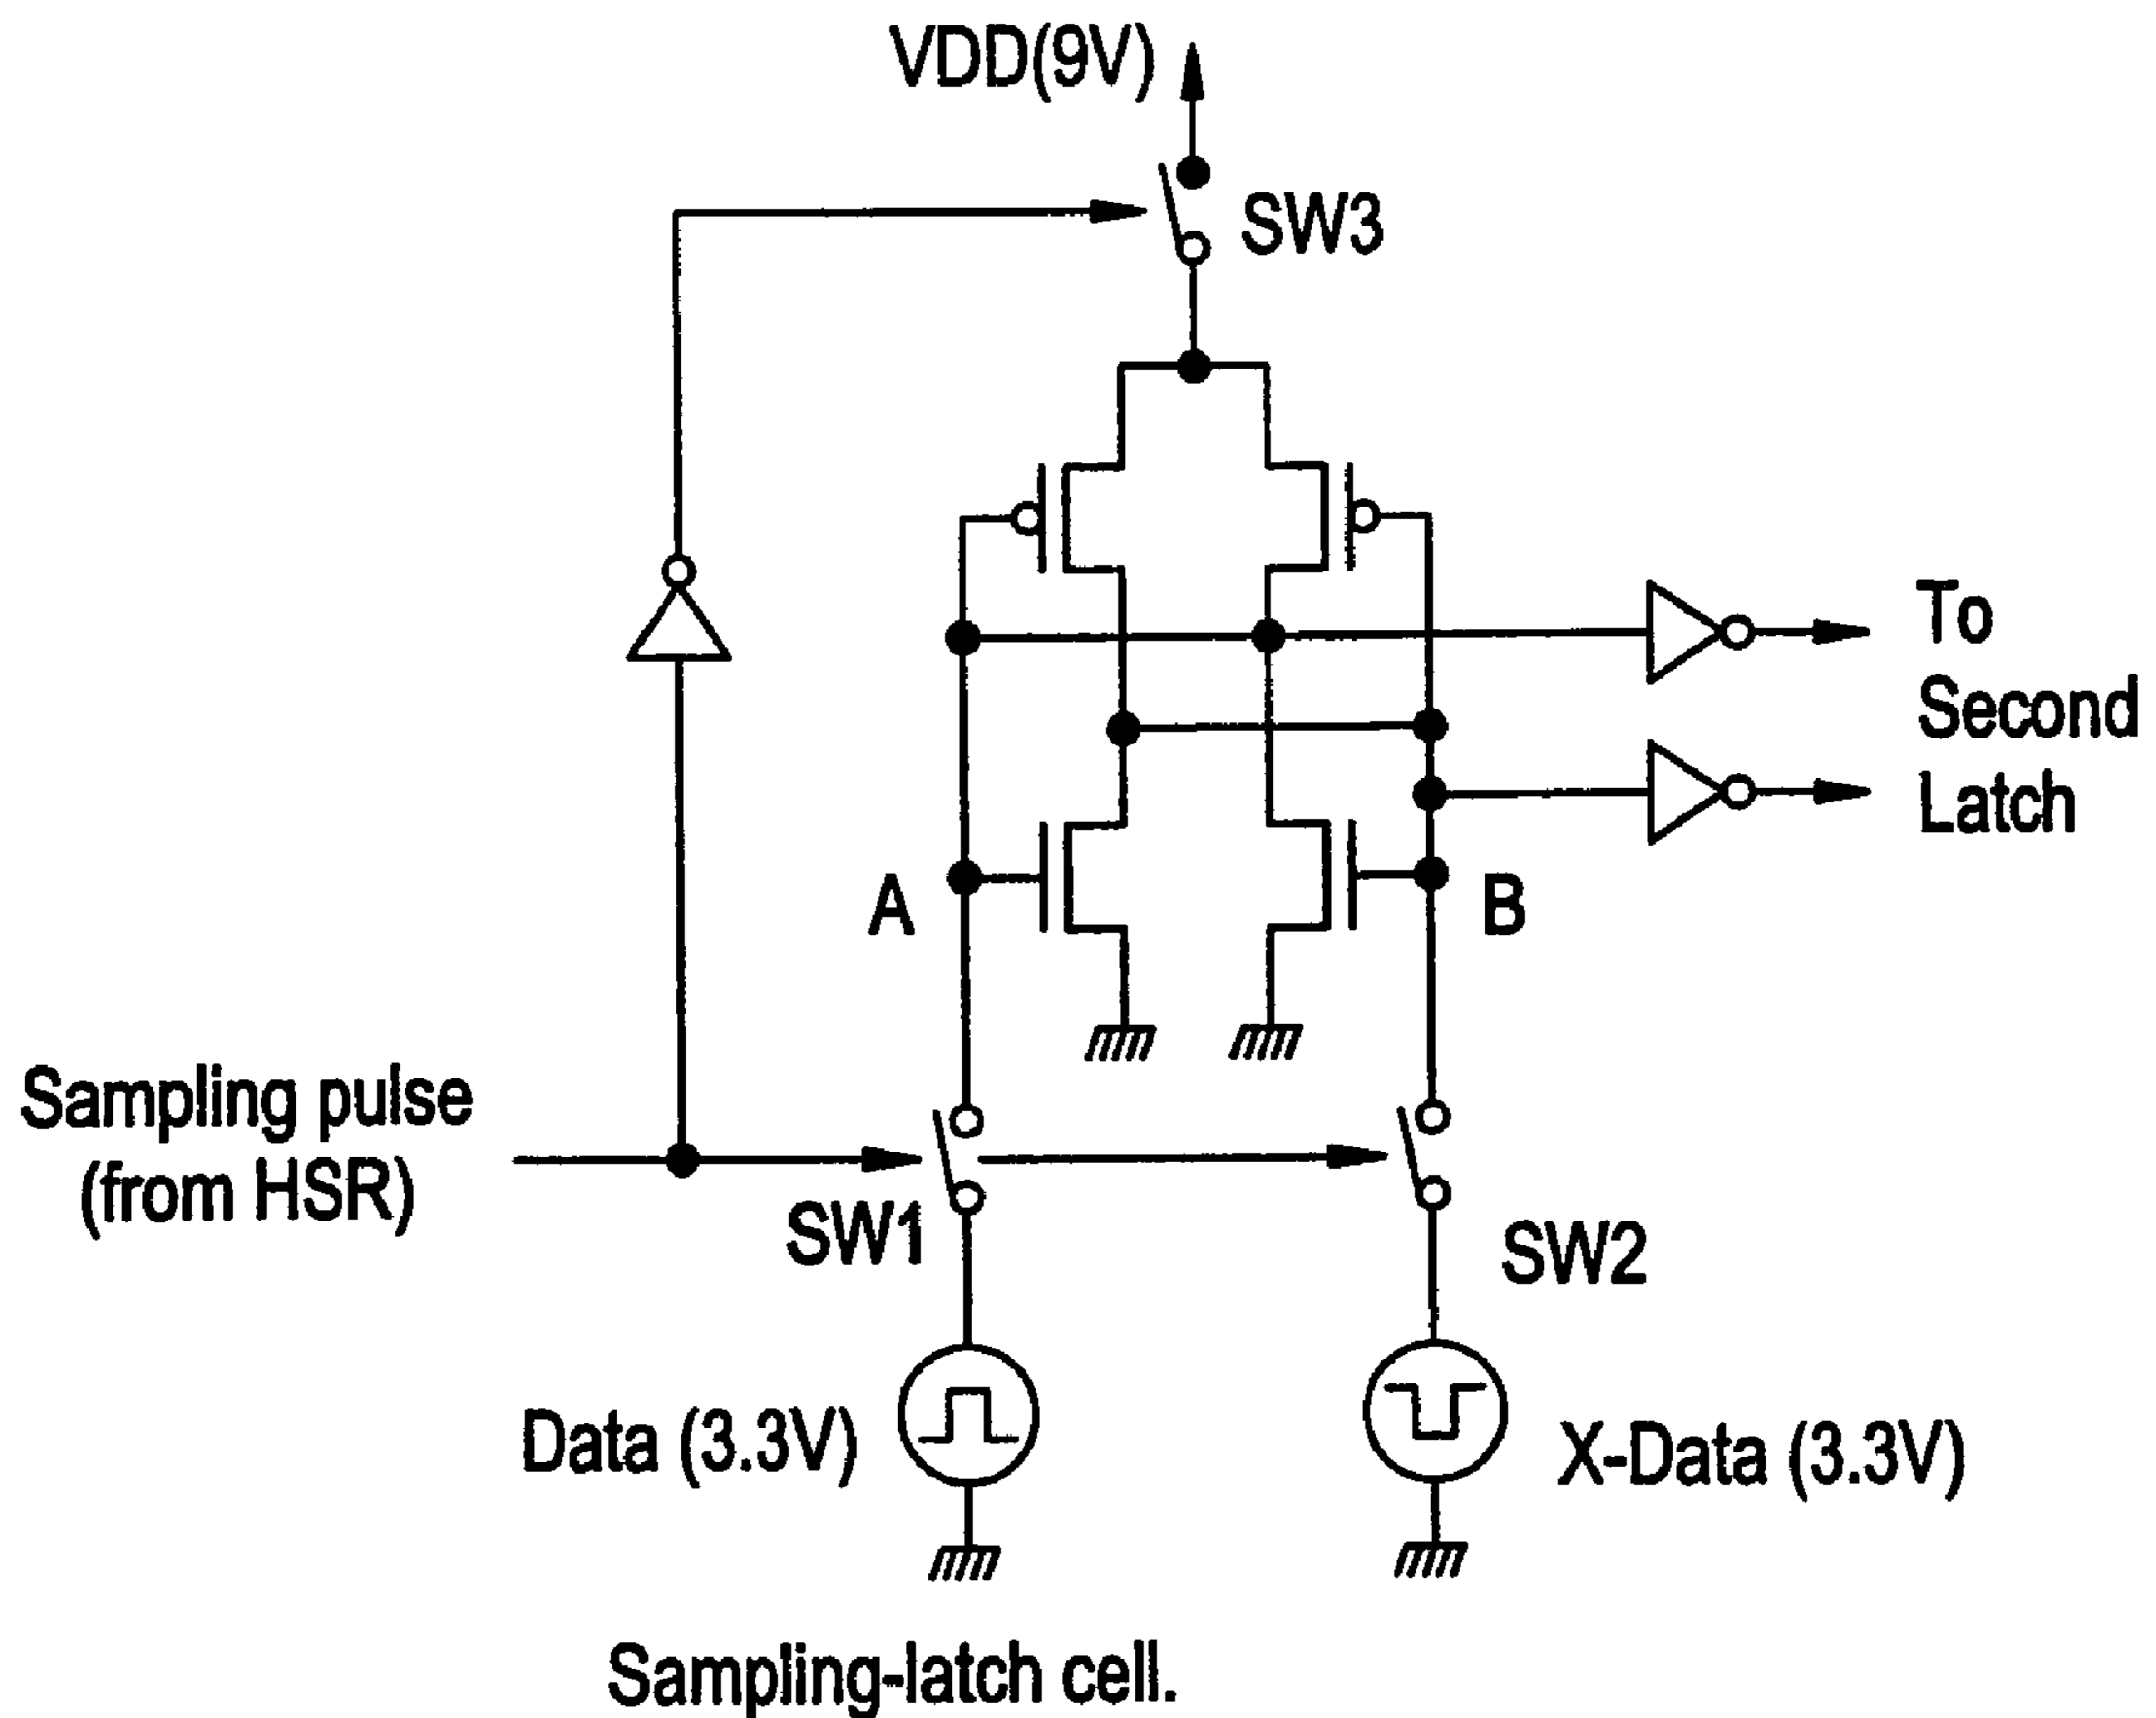 VDD(9V)
SW3
To
Second
Latch
A
B
Sampling pulse
(from HSR)
SW1
SW2
Data (3.3V)
X-Data (3.3V)
Sampling-latch cell.